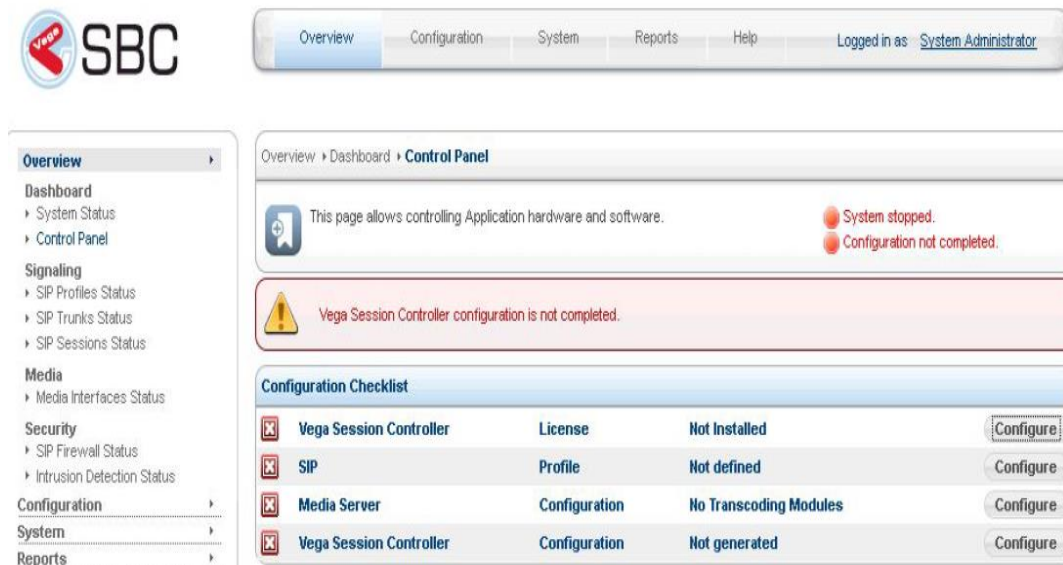 Vega
SBC
Overview
Configuration
System
Reports
Help
Logged in as System Administrator
Overview
Dashboard
System Status
Control Panel
Signaling
SIP Profiles Status
SIP Trunks Status
SIP Sessions Status
Media
Media Interfaces Status
Security
SIP Firewall Status
Intrusion Detection Status
Configuration
System
Reports
Overview Dashboard Control Panel
This page allows controlling Application hardware and software.
System stopped.
Configuration not completed.
Vega Session Controller configuration is not completed.
Configuration Checklist
Vega Session Controller License Not Installed Configure
SIP Profile Not defined Configure
Media Server Configuration No Transcoding Modules Configure
Vega Session Controller Configuration Not generated Configure